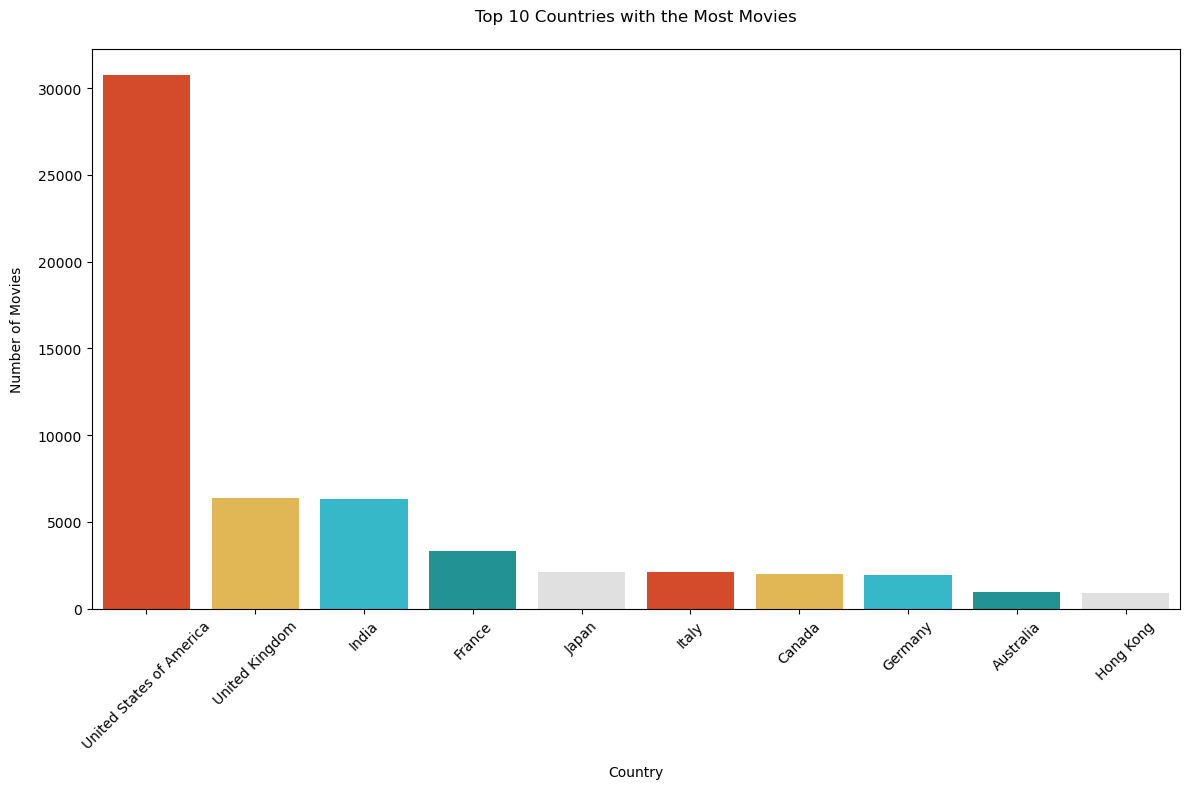 Top 10 Countries with the Most Movies
Number of Movies
30000
25000
20000
15000
10000
5000
0
United States of America
United Kingdom
India
France
Japan
Italy
Canada
Germany
Australia
Hong Kong
Country